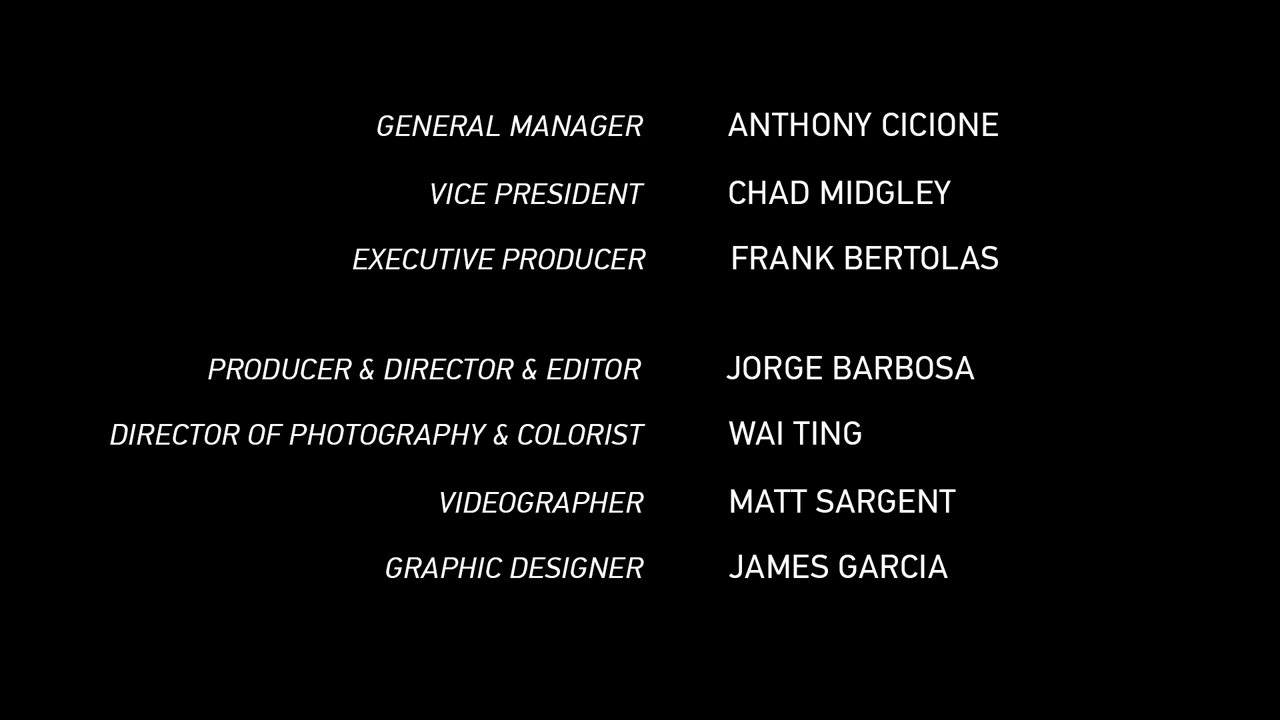 GENERAL MANAGER ANTHONY CICIONE
VICE PRESIDENT CHAD MIDGLEY
EXECUTIVE PRODUCER FRANK BERTOLAS
PRODUCER & DIRECTOR & EDITOR JORGE BARBOSA
DIRECTOR OF PHOTOGRAPHY & COLORIST WAI TING
VIDEOGRAPHER MATT SARGENT
GRAPHIC DESIGNER JAMES GARCIA